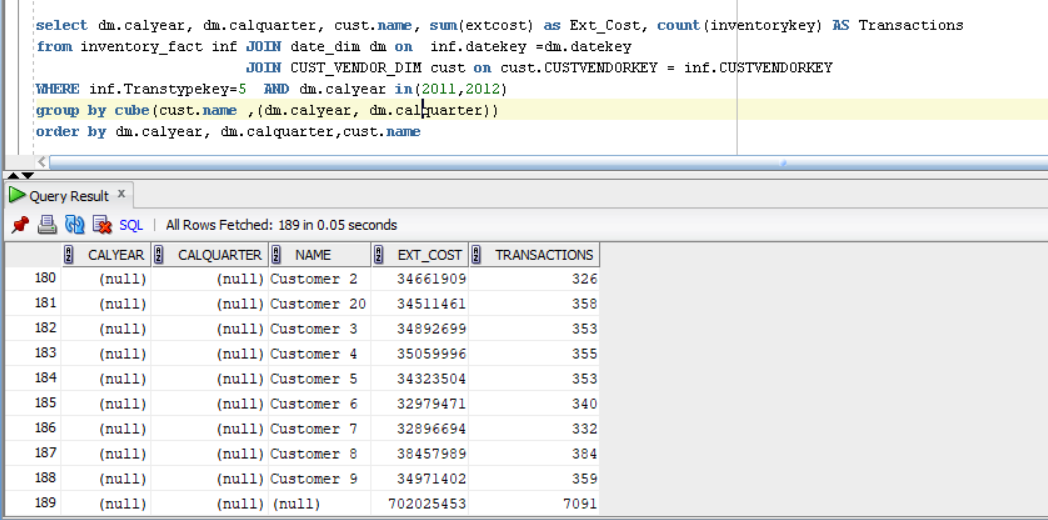 select dm.calyear, dm.calquarter, cust.name, sum(extcost) as Ext_Cost, count(inventorykey) AS Transactions
from inventory_fact inf JOIN date_dim dm on  inf.datekey =dm.datekey
JOIN CUST_VENDOR_DIM cust on cust.CUSTVENDORKEY = inf.CUSTVENDORKEY
WHERE inf.Transtypekey=5  AND dm.calyear in(2011,2012)
group by cube(cust.name ,(dm.calyear, dm.calquarter))
order by dm.calyear, dm.calquarter,cust.name
Query Result x
SQL | All Rows Fetched: 189 in 0.05 seconds
CALYEAR CALQUARTER NAME EXT_COST TRANSACTIONS
180 (null) (null) Customer 2 34661909 326
181 (null) (null) Customer 20 34511461 358
182 (null) (null) Customer 3 34892699 353
183 (null) (null) Customer 4 35059996 355
184 (null) (null) Customer 5 34323504 353
185 (null) (null) Customer 6 32979471 340
186 (null) (null) Customer 7 32896694 332
187 (null) (null) Customer 8 38457989 384
188 (null) (null) Customer 9 34971402 359
189 (null) (null) (null) 702025453 7091